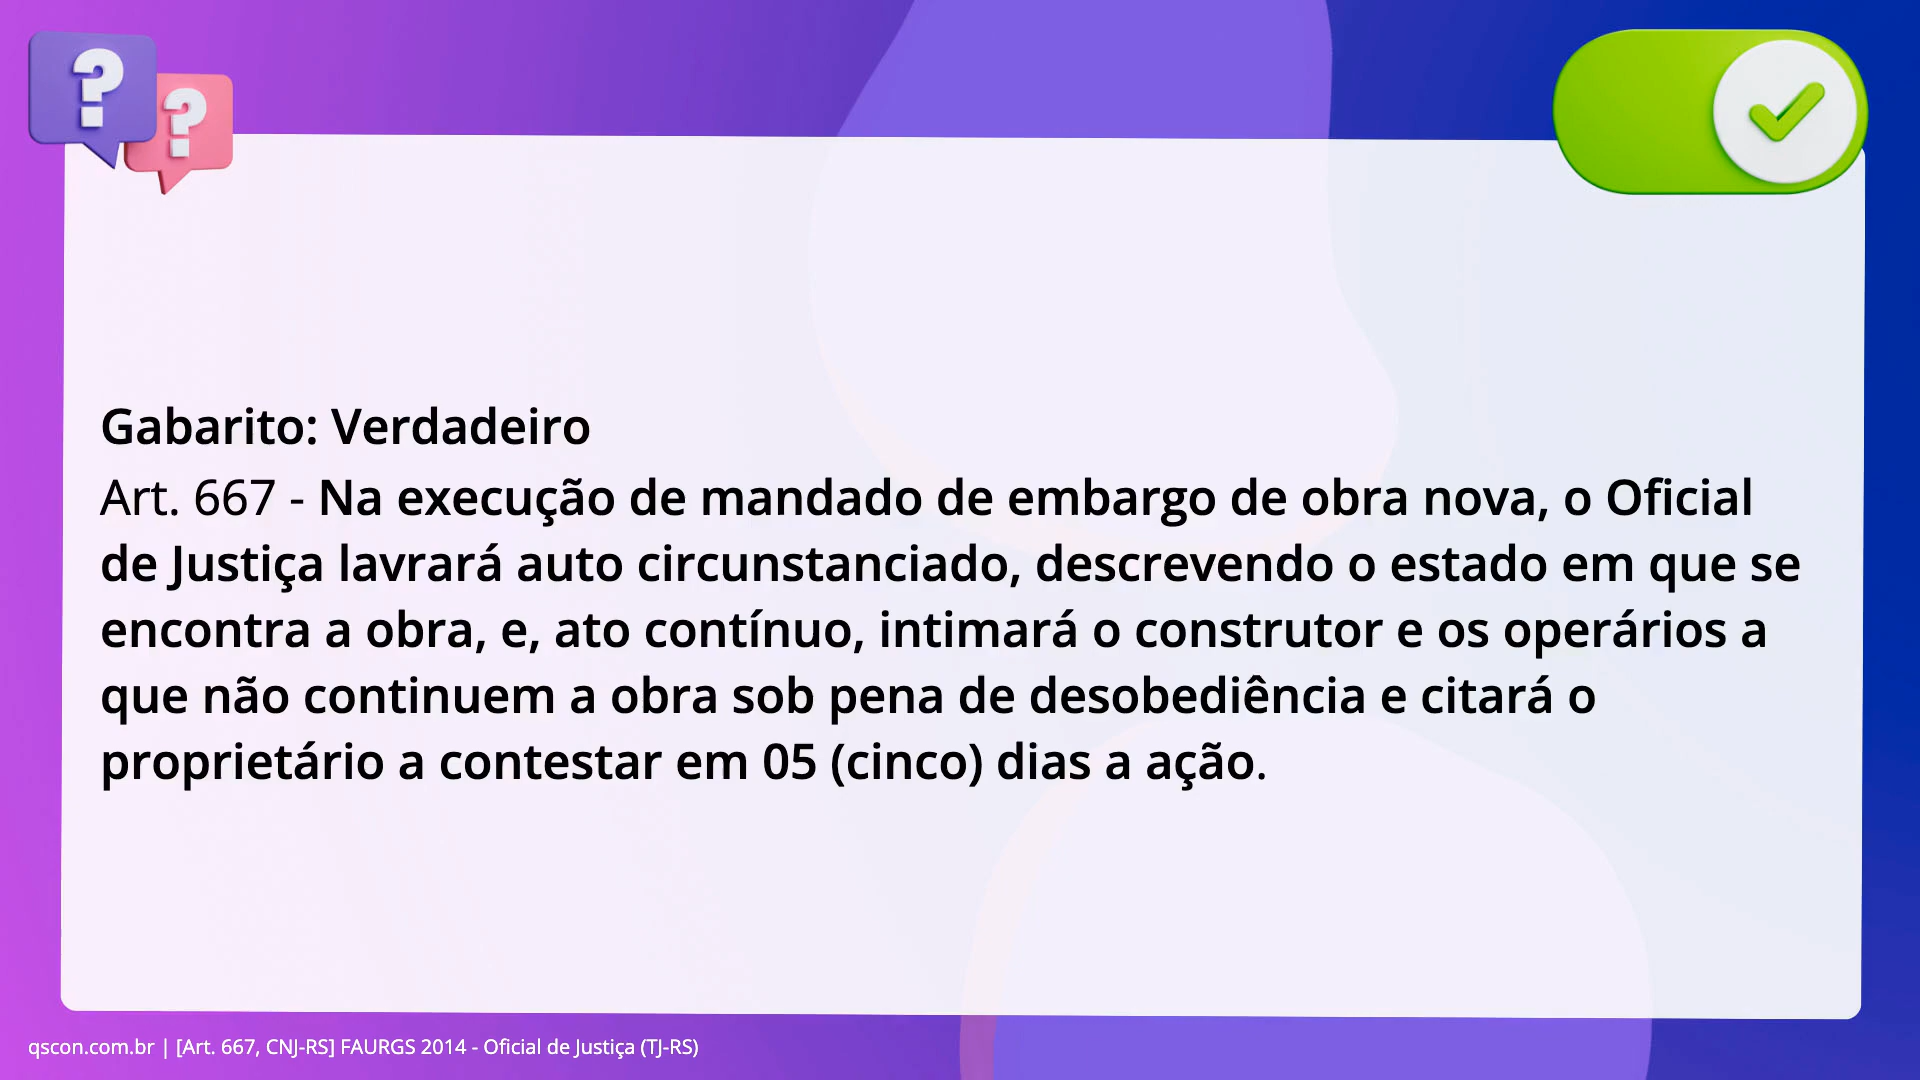 Gabarito: Verdadeiro
Art. 667 - Na execução de mandado de embargo de obra nova, o Oficial
de Justiça lavrará auto circunstanciado, descrevendo o estado em que se
encontra a obra, e, ato contínuo, intimará o construtor e os operários a
que não continuem a obra sob pena de desobediência e citará o
proprietário a contestar em 05 (cinco) dias a ação.
qscon.com.br | [Art. 667, CNJ-RS] FAURGS 2014 - Oficial de Justiça (TJ-RS)